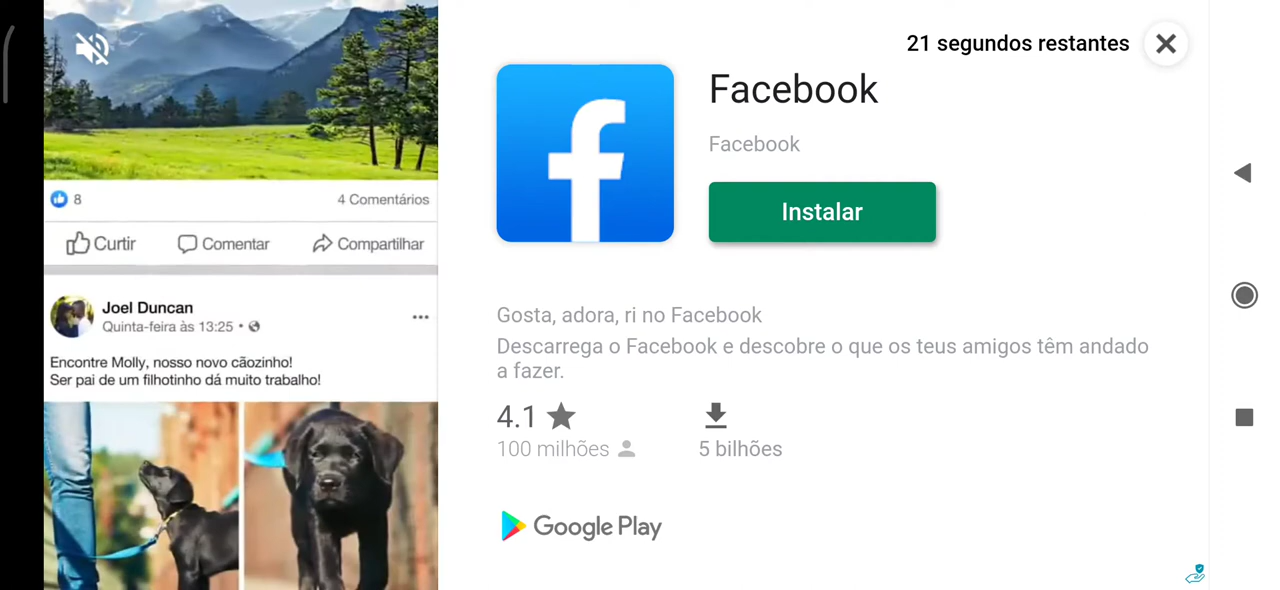 21 segundos restantes
Facebook
Facebook
Instalar
8
4 Comentários
Curtir
Comentar
Compartilhar
Joel Duncan
Quinta-feira às 13:25 •
Encontre Molly, nosso novo cãozinho!
Ser pai de um filhotinho dá muito trabalho!
Gosta, adora, ri no Facebook
Descarrega o Facebook e descobre o que os teus amigos têm andado
a fazer.
4.1
100 milhões
5 bilhões
Google Play